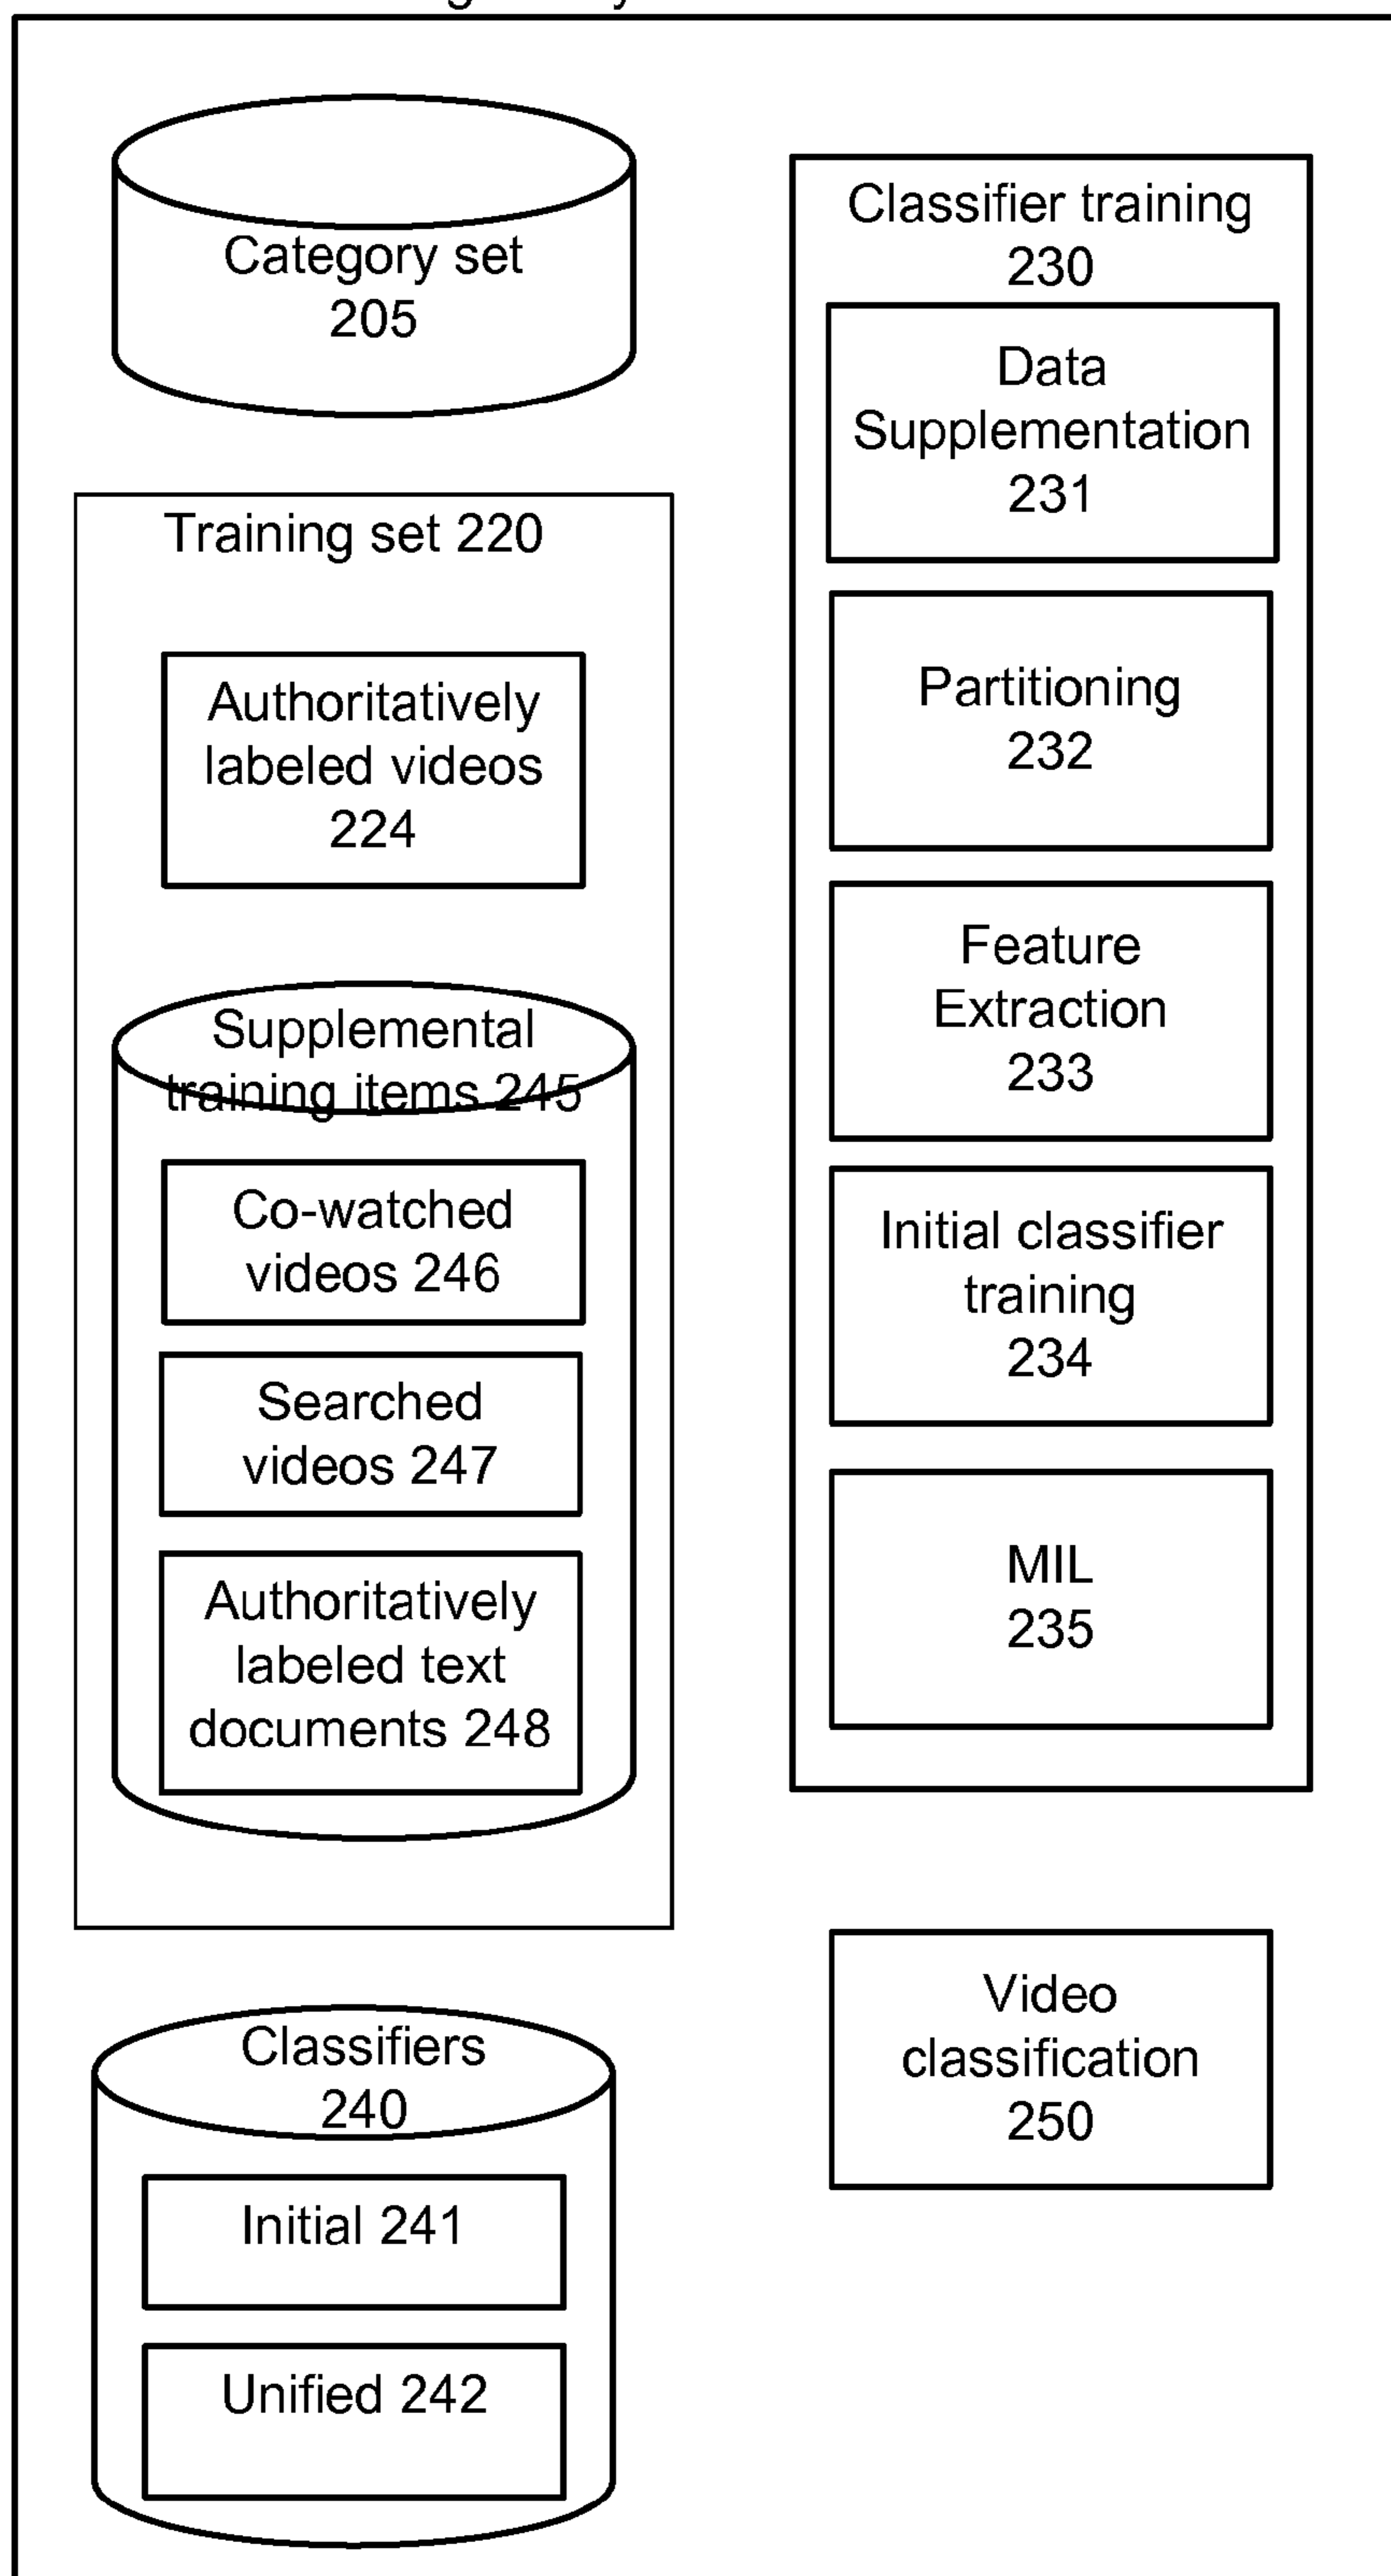 Category set
205
Training set 220
Authoritatively
labeled videos
224
Supplemental
training items 245
Co-watched
videos 246
Searched
videos 247
Authoritatively
labeled text
documents 248
Classifiers
240
Initial 241
Unified 242
Classifier training
230
Data
Supplementation
231
Partitioning
232
Feature
Extraction
233
Initial classifier
training
234
MIL
235
Video
classification
250